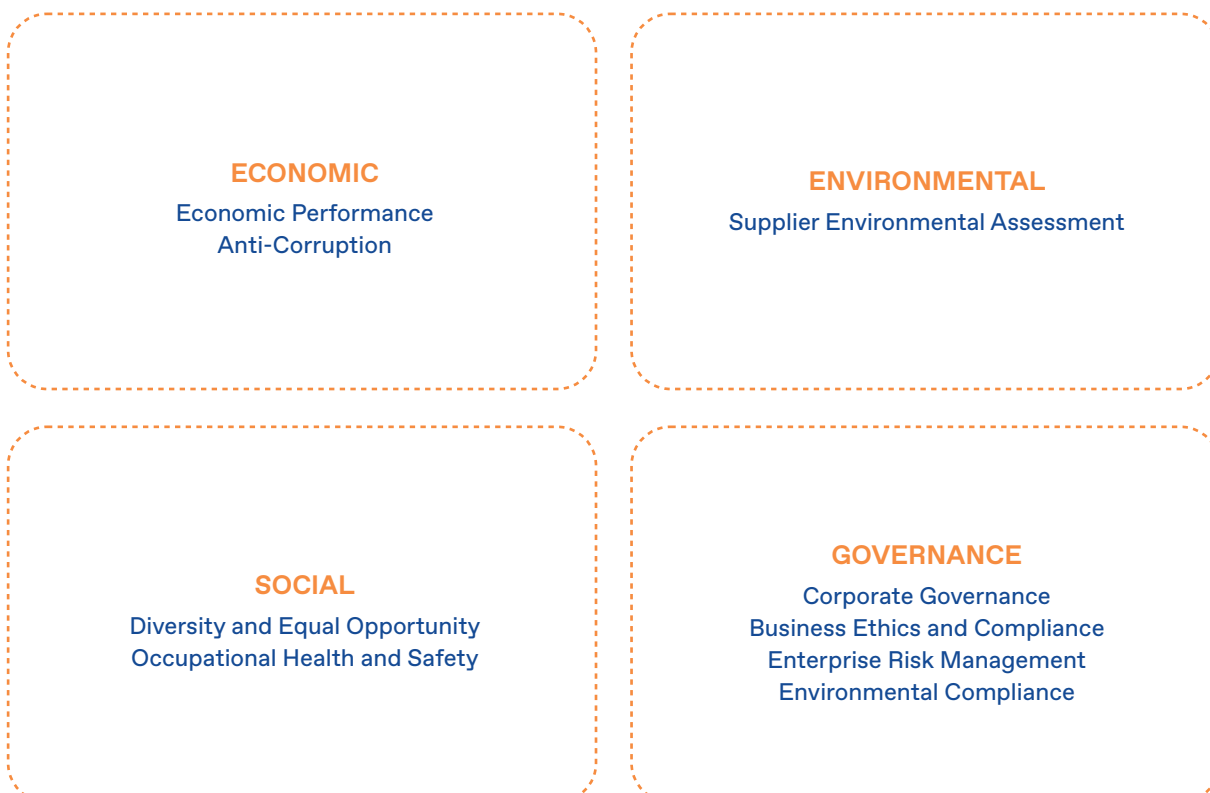 ECONOMIC
Economic Performance
Anti-Corruption
ENVIRONMENTAL
Supplier Environmental Assessment
SOCIAL
Diversity and Equal Opportunity
Occupational Health and Safety
GOVERNANCE
Corporate Governance
Business Ethics and Compliance
Enterprise Risk Management
Environmental Compliance